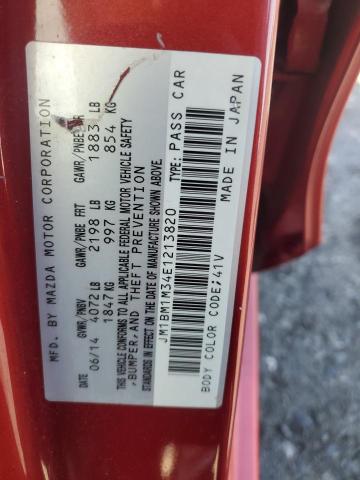 MFD. BY MAZDA MOTOR CORPORATION
DATE GVWR/PNBV GAWR/PNBE FRT GAWR/PNBE RR
06/14 4072 LB 2198 LB 1883 LB
1847 KG 997 KG 854 KG
THIS VEHICLE CONFORMS TO ALL APPLICABLE FEDERAL MOTOR VEHICLE SAFETY
,BUMPER,AND THEFT PREVENTION
STANDARDS IN EFFECT ON THE DATE OF MANUFACTURE SHOWN ABOVE
JM1BM1M34E1213820 TYPE: PASS CAR
BODY COLOR CODE;41V MADE IN JAPAN